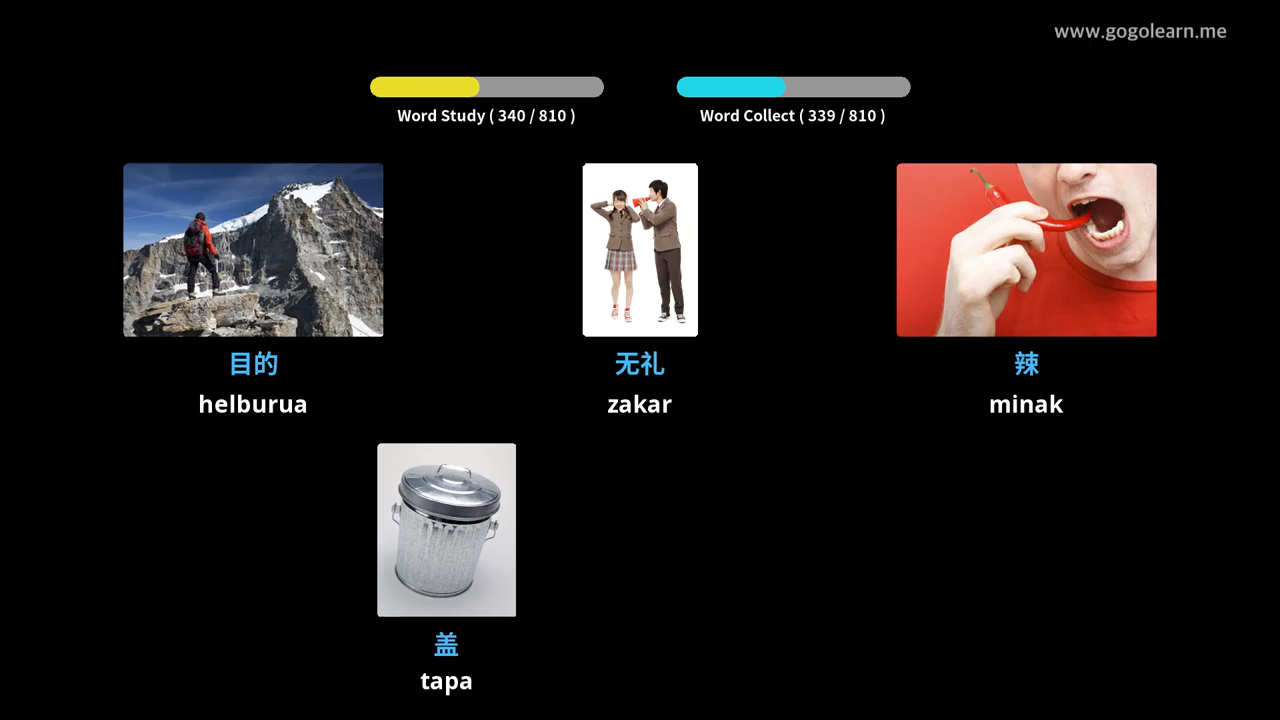 www.gogolearn.me
Word Study ( 340 / 810 )
Word Collect ( 339 / 810 )
目的
helburua
无礼
zakar
辣
minak
盖
tapa